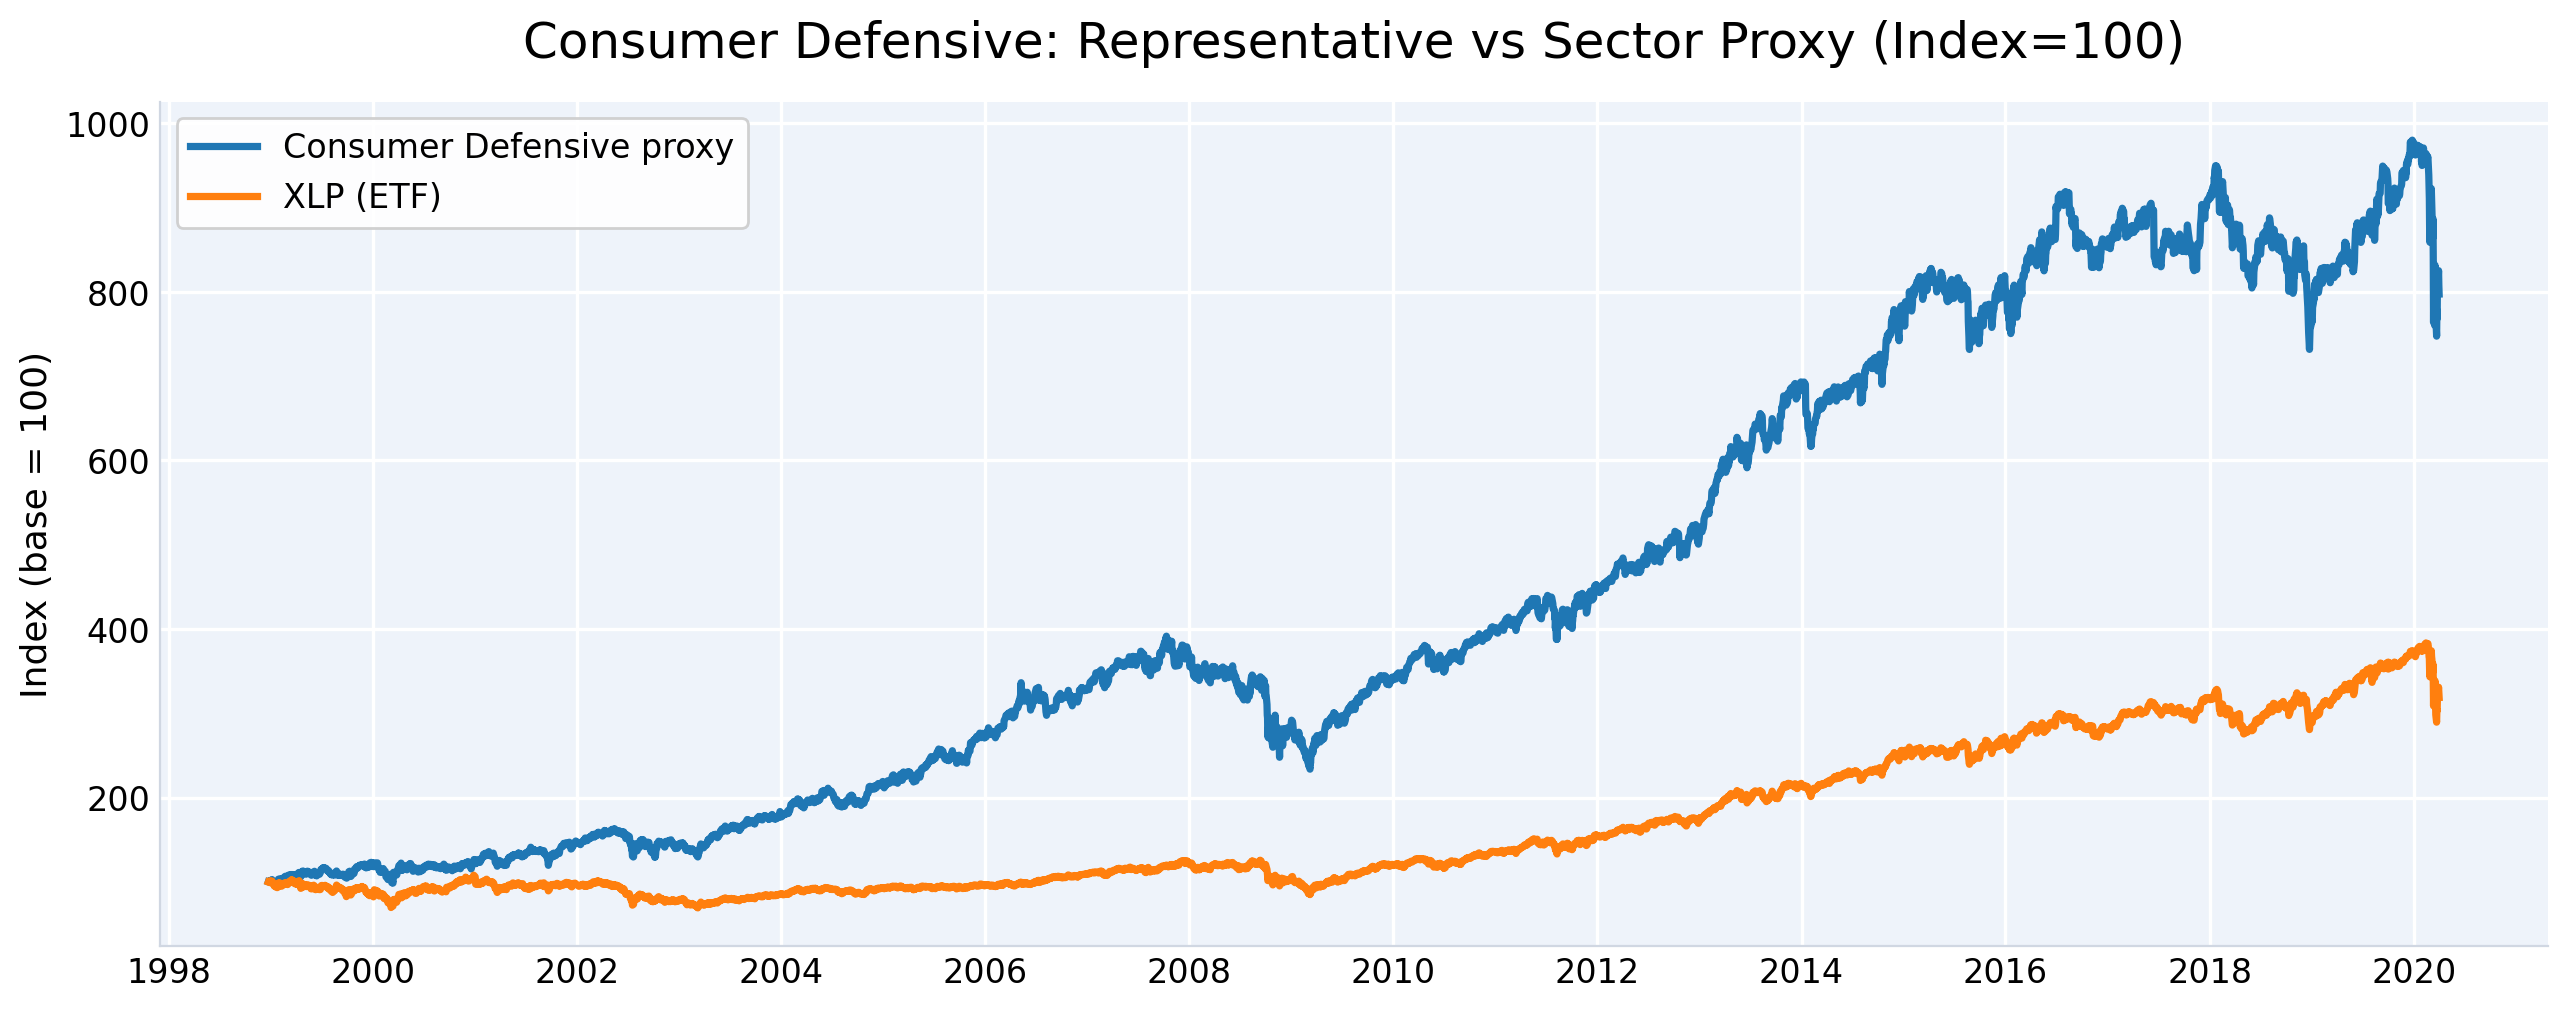 Consumer Defensive: Representative vs Sector Proxy (Index=100)
Consumer Defensive proxy
XLP (ETF)
Index (base = 100)
1000
800
600
400
200
1998 2000 2002 2004 2006 2008 2010 2012 2014 2016 2018 2020